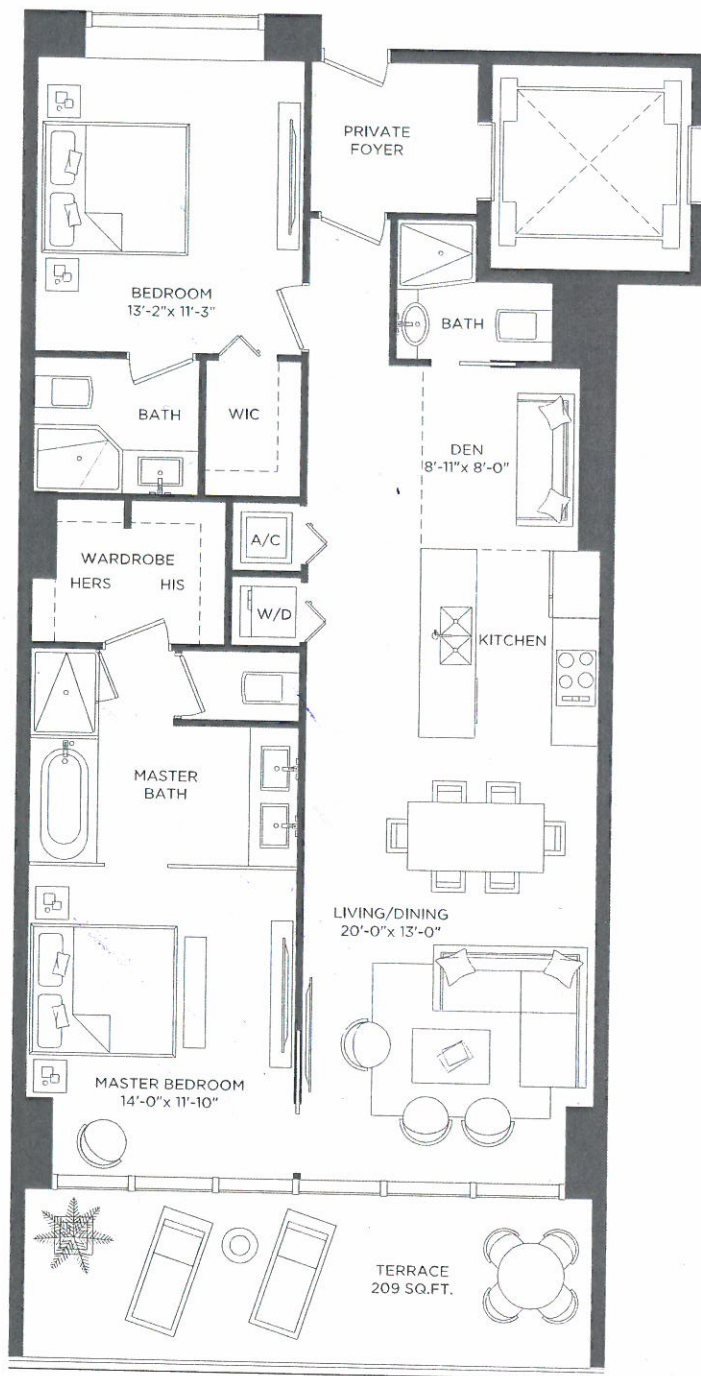 PRIVATE
FOYER
BEDROOM
13'-2"x 11'-3"
BATH
BATH
WIC
DEN
8'-11"x 8'-0"
A/C
WARDROBE
HERS HIS
W/D
KITCHEN
MASTER
BATH
LIVING/DINING
20'-0"x 13'-0"
MASTER BEDROOM
14'-0"x 11'-10"
TERRACE
209 SQ.FT.